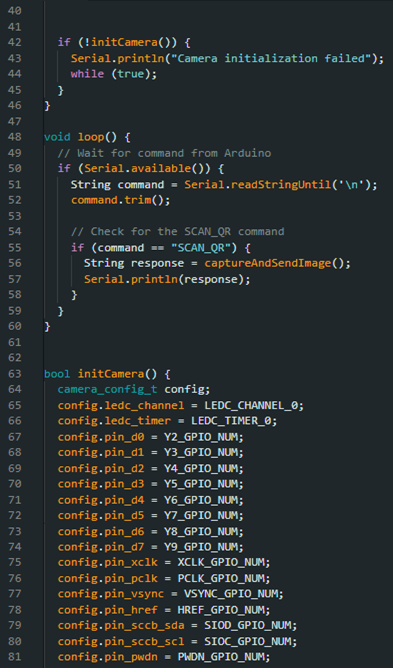 40
41
42 if (!initCamera()) {
43 Serial.println("Camera initialization failed");
44 while (true);
45 }
46 }
47
48 void loop() {
49 // Wait for command from Arduino
50 if (Serial.available()) {
51 String command = Serial.readStringUntil('\n');
52 command.trim();
53
54 // Check for the SCAN_QR command
55 if (command == "SCAN_QR") {
56 String response = captureAndSendImage();
57 Serial.println(response);
58 }
59 }
60 }
61
62
63 bool initCamera() {
64 camera_config_t config;
65 config.ledc_channel = LEDC_CHANNEL_0;
66 config.ledc_timer = LEDC_TIMER_0;
67 config.pin_d0 = Y2_GPIO_NUM;
68 config.pin_d1 = Y3_GPIO_NUM;
69 config.pin_d2 = Y4_GPIO_NUM;
70 config.pin_d3 = Y5_GPIO_NUM;
71 config.pin_d4 = Y6_GPIO_NUM;
72 config.pin_d5 = Y7_GPIO_NUM;
73 config.pin_d6 = Y8_GPIO_NUM;
74 config.pin_d7 = Y9_GPIO_NUM;
75 config.pin_xclk = XCLK_GPIO_NUM;
76 config.pin_pclk = PCLK_GPIO_NUM;
77 config.pin_vsync = VSYNC_GPIO_NUM;
78 config.pin_href = HREF_GPIO_NUM;
79 config.pin_sccb_sda = SIOD_GPIO_NUM;
80 config.pin_sccb_scl = SIOC_GPIO_NUM;
81 config.pin_pwdn = PWDN_GPIO_NUM;